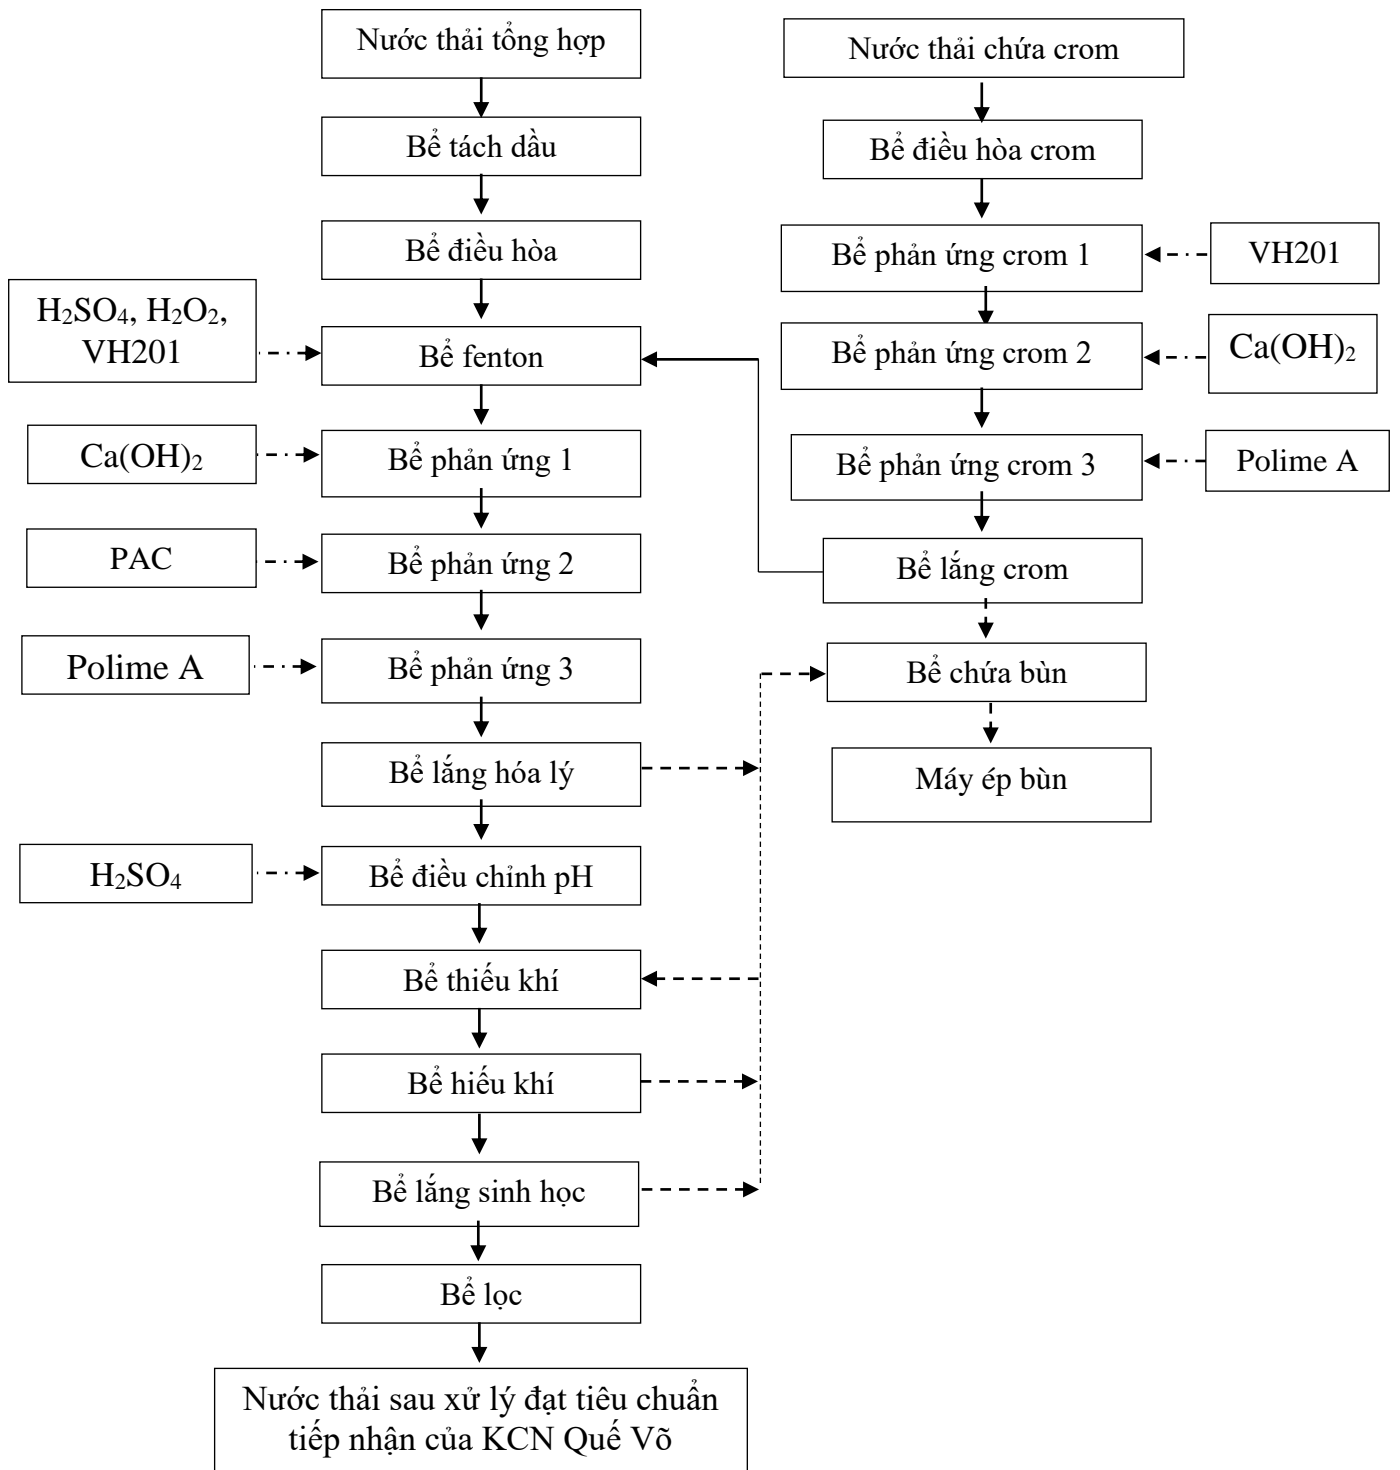 Nước thải tổng hợp
Nước thải chứa crom
Bể tách dầu
Bể điều hòa crom
Bể điều hòa
Bể phản ứng crom 1
VH201
H₂SO₄, H₂O₂,
VH201
Bể fenton
Bể phản ứng crom 2
Ca(OH)₂
Ca(OH)₂
Bể phản ứng 1
Bể phản ứng crom 3
Polime A
PAC
Bể phản ứng 2
Bể lắng crom
Polime A
Bể phản ứng 3
Bể chứa bùn
Bể lắng hóa lý
Máy ép bùn
H₂SO₄
Bể điều chỉnh pH
Bể thiếu khí
Bể hiếu khí
Bể lắng sinh học
Bể lọc
Nước thải sau xử lý đạt tiêu chuẩn
tiếp nhận của KCN Quế Võ